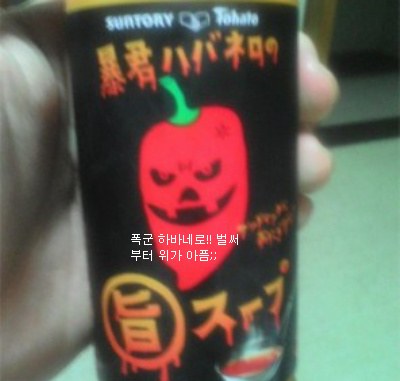 SUNTORY Tohato
暴君ハバネロの
폭군 하바네로!! 벌써
부터 위가 아픔;;
旨スープ